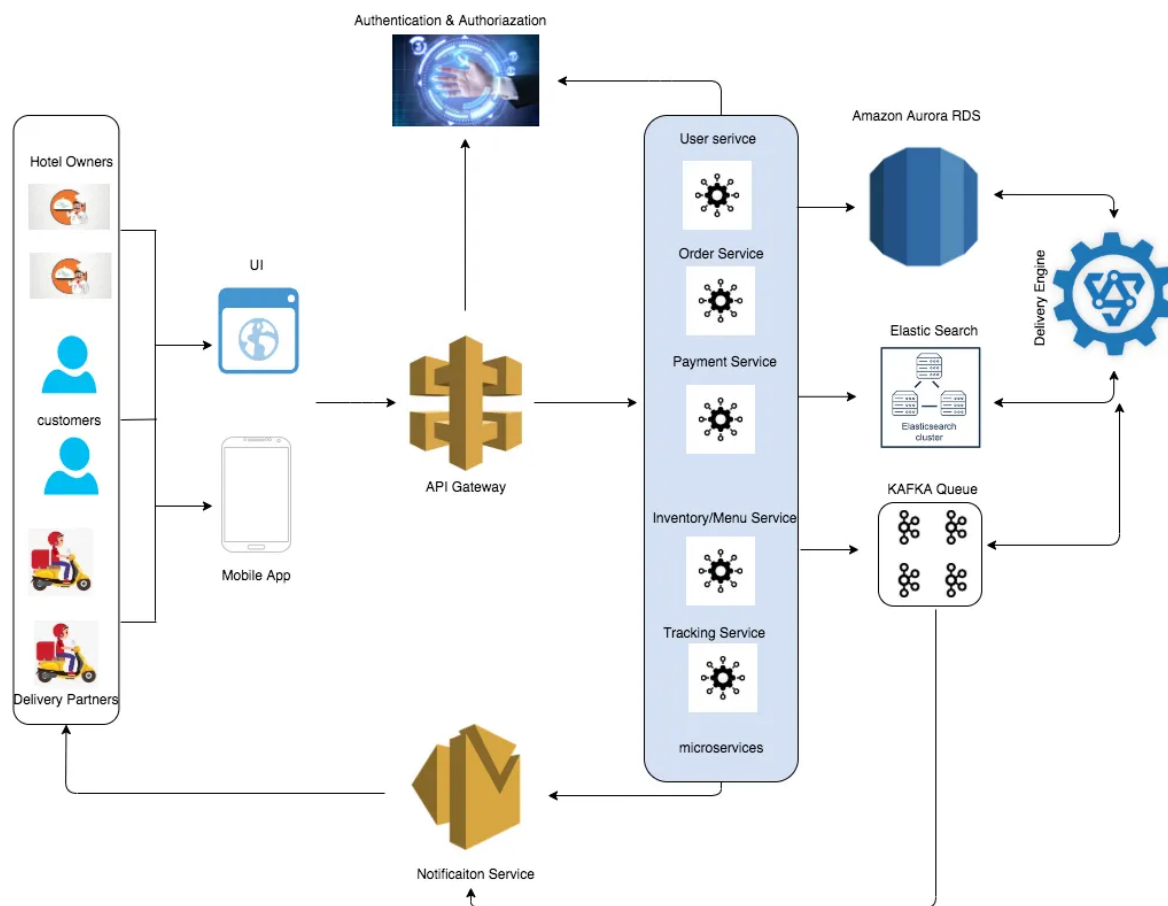 Authentication & Authoriazation
Hotel Owners
customers
Delivery Partners
UI
Mobile App
API Gateway
User serivce
Order Service
Payment Service
Inventory/Menu Service
Tracking Service
microservices
Amazon Aurora RDS
Elastic Search
Elasticsearch
cluster
KAFKA Queue
Delivery Engine
Notificaiton Service